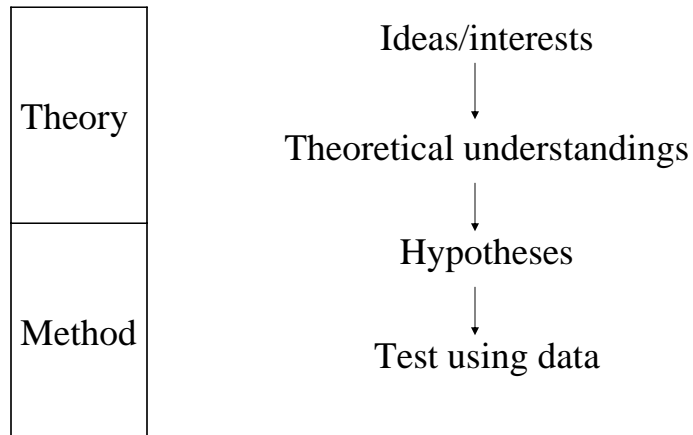 Ideas/interests
Theory
Theoretical understandings
Hypotheses
Method
Test using data